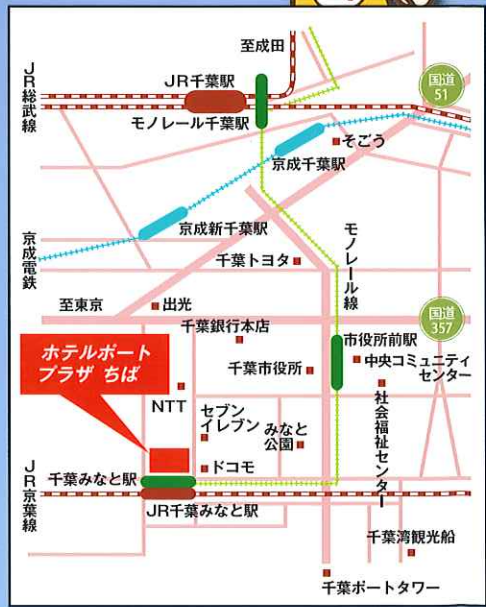 至成田
JR総武線
JR千葉駅
国道
51
モノレール千葉駅
そごう
京成千葉駅
京成新千葉駅
モノレール線
京成電鉄
千葉トヨタ
至東京
出光
国道
357
千葉銀行本店
市役所前駅
ホテルポート
プラザ ちば
中央コミュニティ
センター
千葉市役所
NTT
セブン
イレブン
みなと
公園
社会福祉センター
JR京葉線
ドコモ
千葉みなと駅
JR千葉みなと駅
千葉湾観光船
千葉ポートタワー